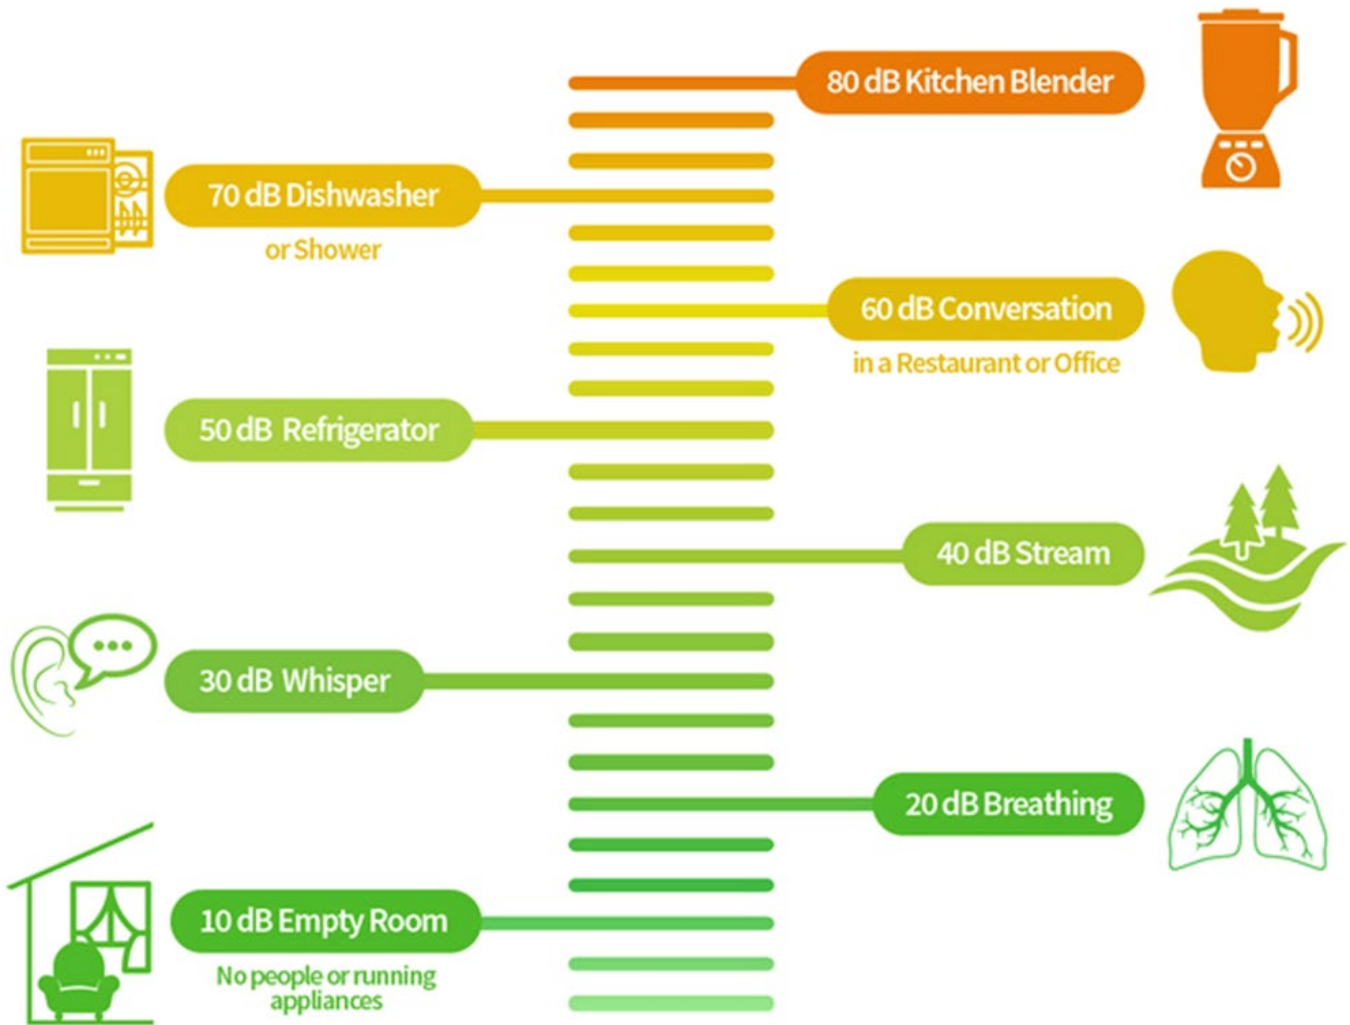 80 dB Kitchen Blender
70 dB Dishwasher
or Shower
60 dB Conversation
in a Restaurant or Office
50 dB Refrigerator
40 dB Stream
30 dB Whisper
20 dB Breathing
10 dB Empty Room
No people or running
appliances